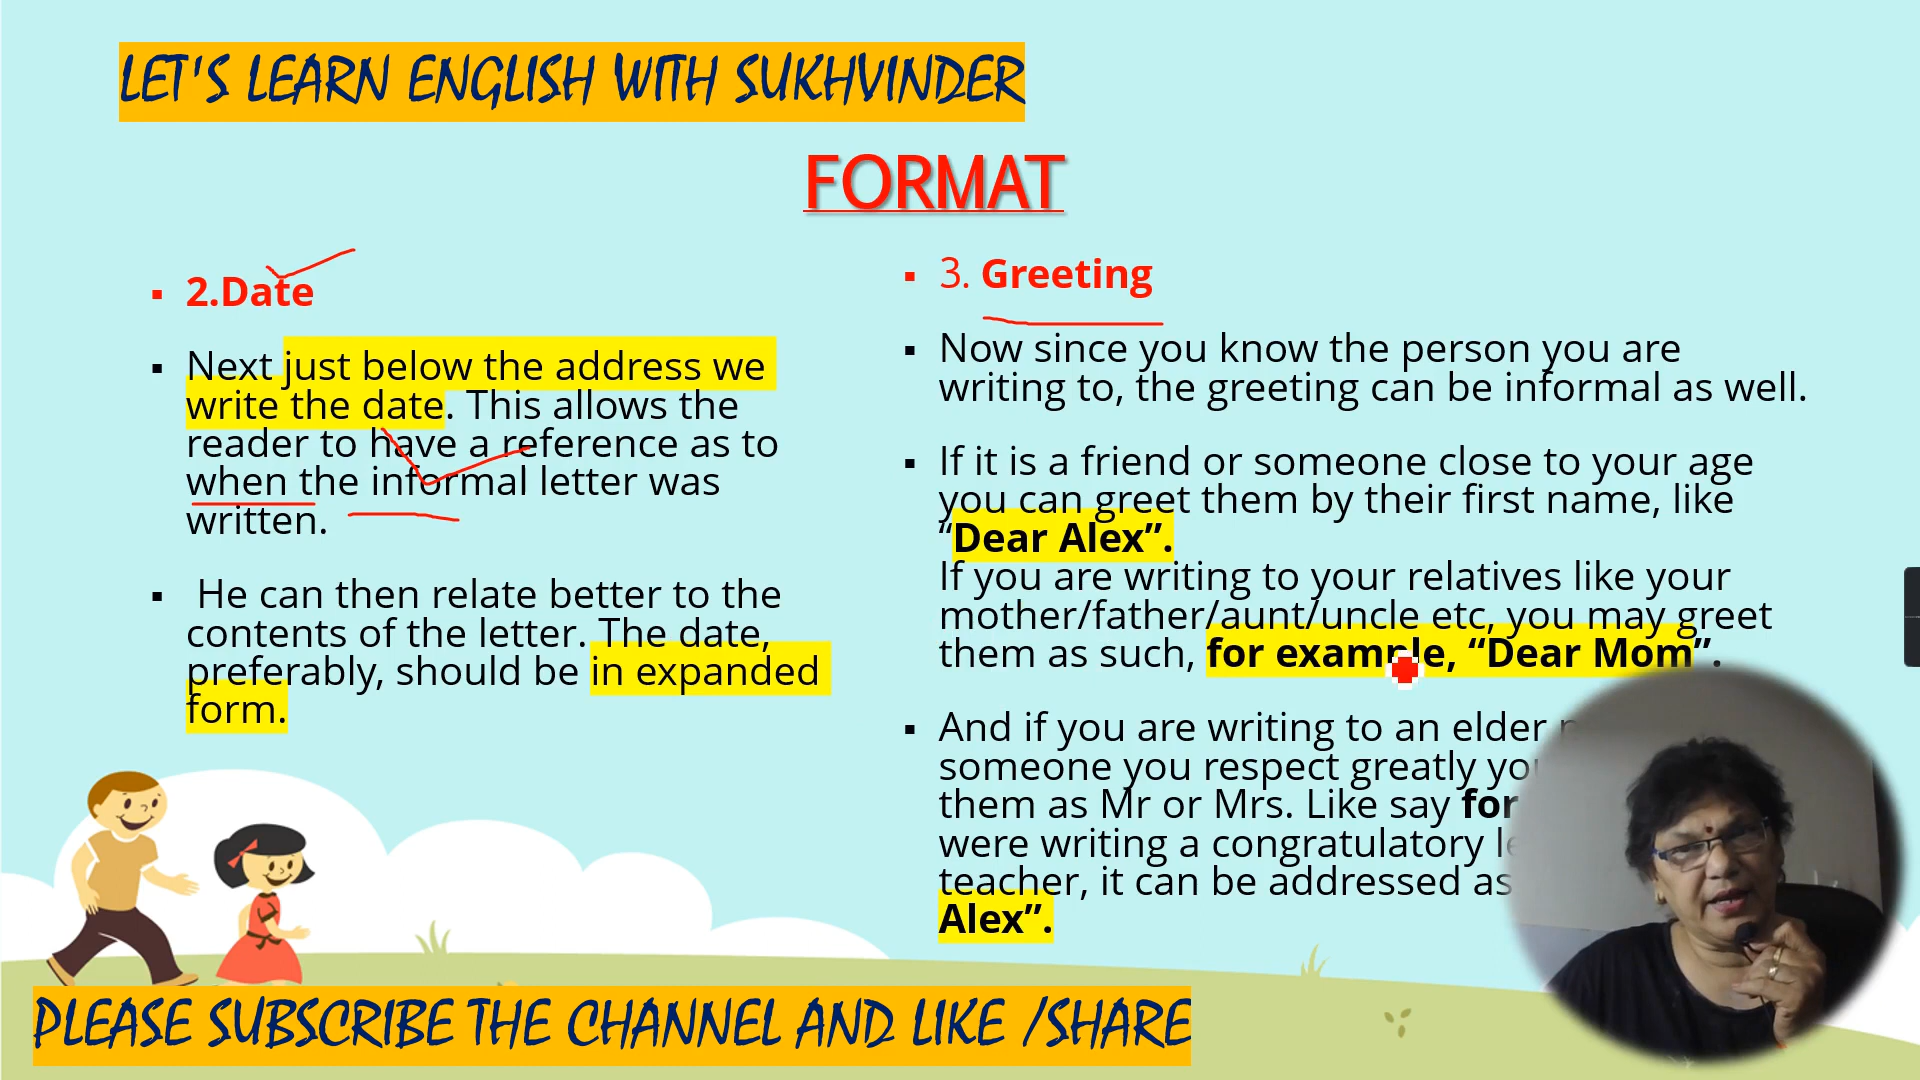 LET'S LEARN ENGLISH WITH SUKHVINDER
FORMAT
▪ 2.Date
▪ Next just below the address we
write the date. This allows the
reader to have a reference as to
when the informal letter was
written.
▪ He can then relate better to the
contents of the letter. The date,
preferably, should be in expanded
form.
▪ 3. Greeting
▪ Now since you know the person you are
writing to, the greeting can be informal as well.
▪ If it is a friend or someone close to your age
you can greet them by their first name, like
“Dear Alex”.
If you are writing to your relatives like your
mother/father/aunt/uncle etc, you may greet
them as such, for example, “Dear Mom”.
▪ And if you are writing to an elder
someone you respect greatly
them as Mr or Mrs. Like say for
were writing a congratulatory
teacher, it can be addressed as
Alex”.
PLEASE SUBSCRIBE THE CHANNEL AND LIKE /SHARE